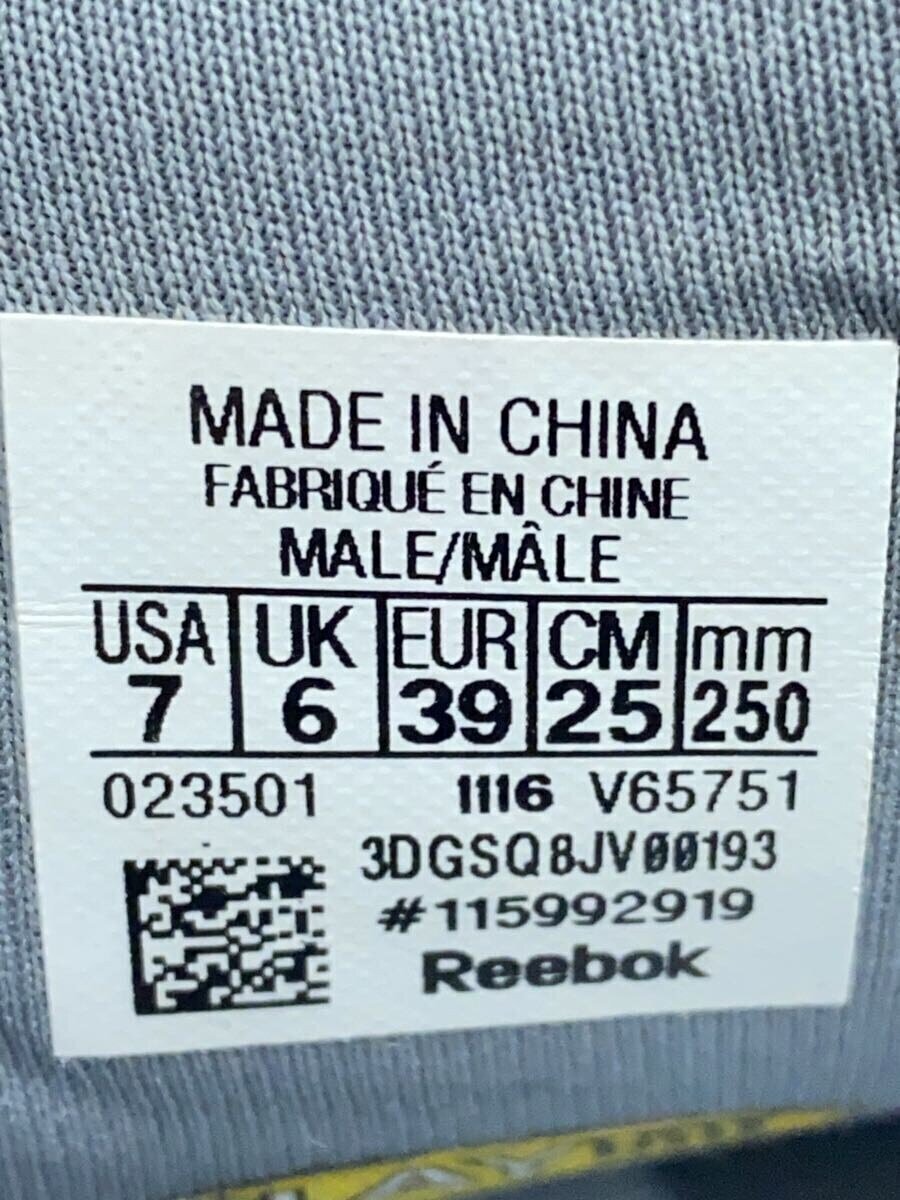 MADE IN CHINA
FABRIQUÉ EN CHINE
MALE/MÂLE
USA UK EUR CM mm
7 6 39 25 250
023501 1116 V65751
3DGSQ8JV00193
#115992919
Reebok